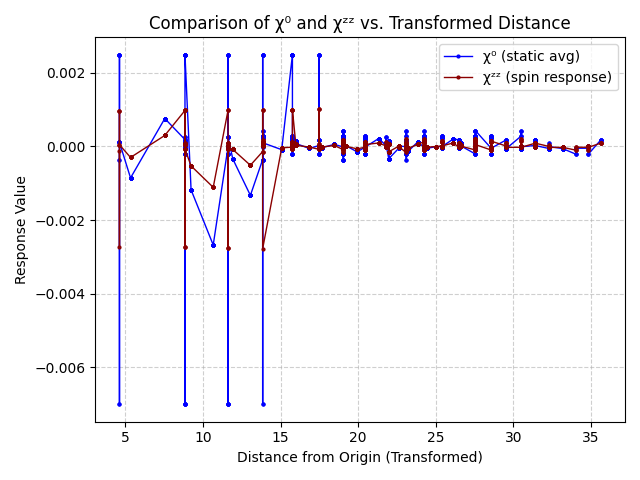 Comparison of χ⁰ and χᶻᶻ vs. Transformed Distance
χ⁰ (static avg)
χᶻᶻ (spin response)
0.002
0.000
−0.002
−0.004
−0.006
Response Value
5 10 15 20 25 30 35
Distance from Origin (Transformed)